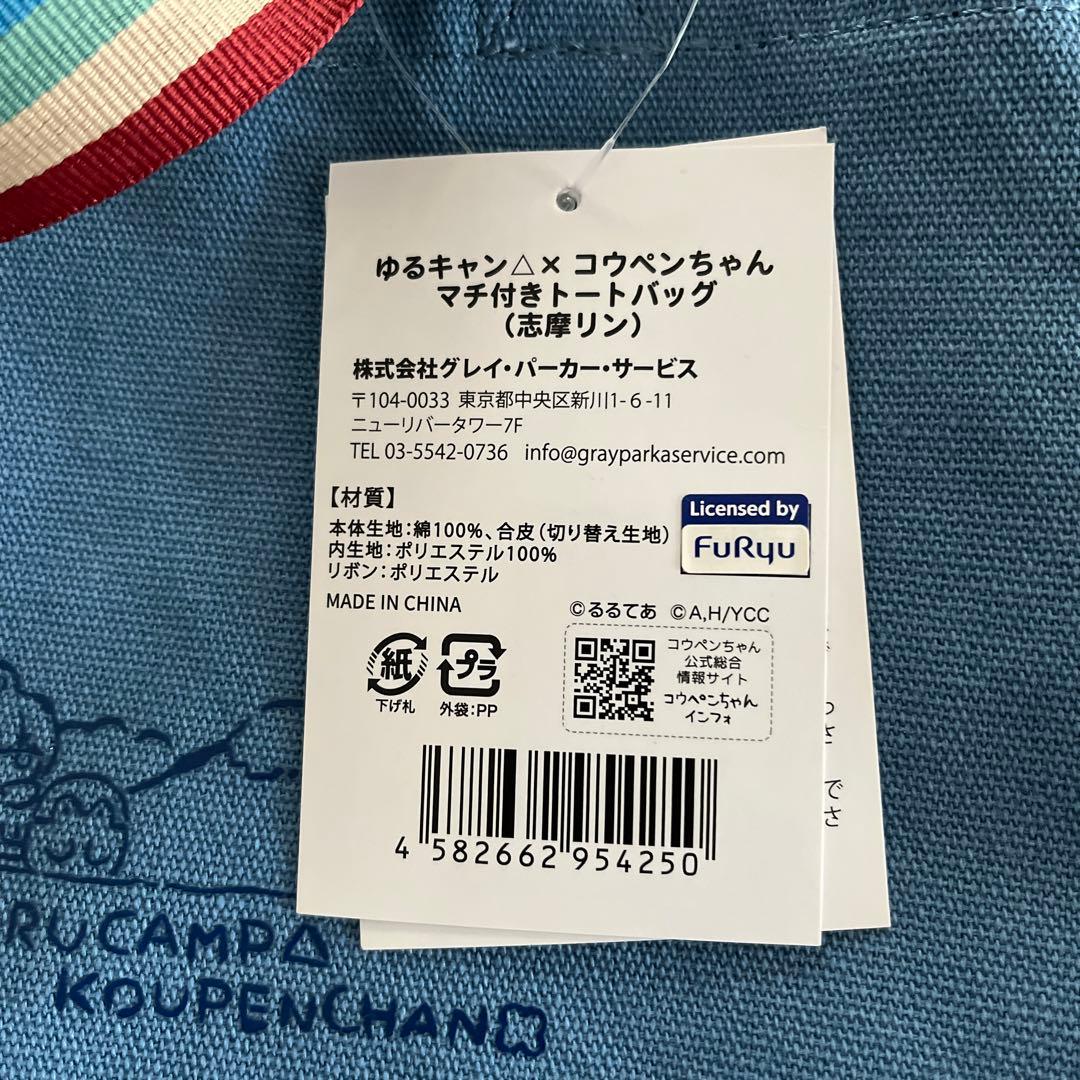 ゆるキャン△× コウペンちゃん
マチ付きトートバッグ
（志摩リン）
株式会社グレイ・パーカー・サービス
〒104-0033 東京都中央区新川1-6-11
ニューリバータワー7F
TEL 03-5542-0736 info@grayparkaservice.com
【材質】
本体生地：綿100%、合皮（切り替え生地）
内生地：ポリエステル100%
リボン：ポリエステル
MADE IN CHINA
Licensed by
FuRyu
©るるてあ ©A,H/YCC
紙
下げ札
プラ
外袋：PP
コウペンちゃん
公式総合
情報サイト
コウペンちゃん
インフォ
4 582662 954250
でさ
RUCAMP△
KOUPENCHAN